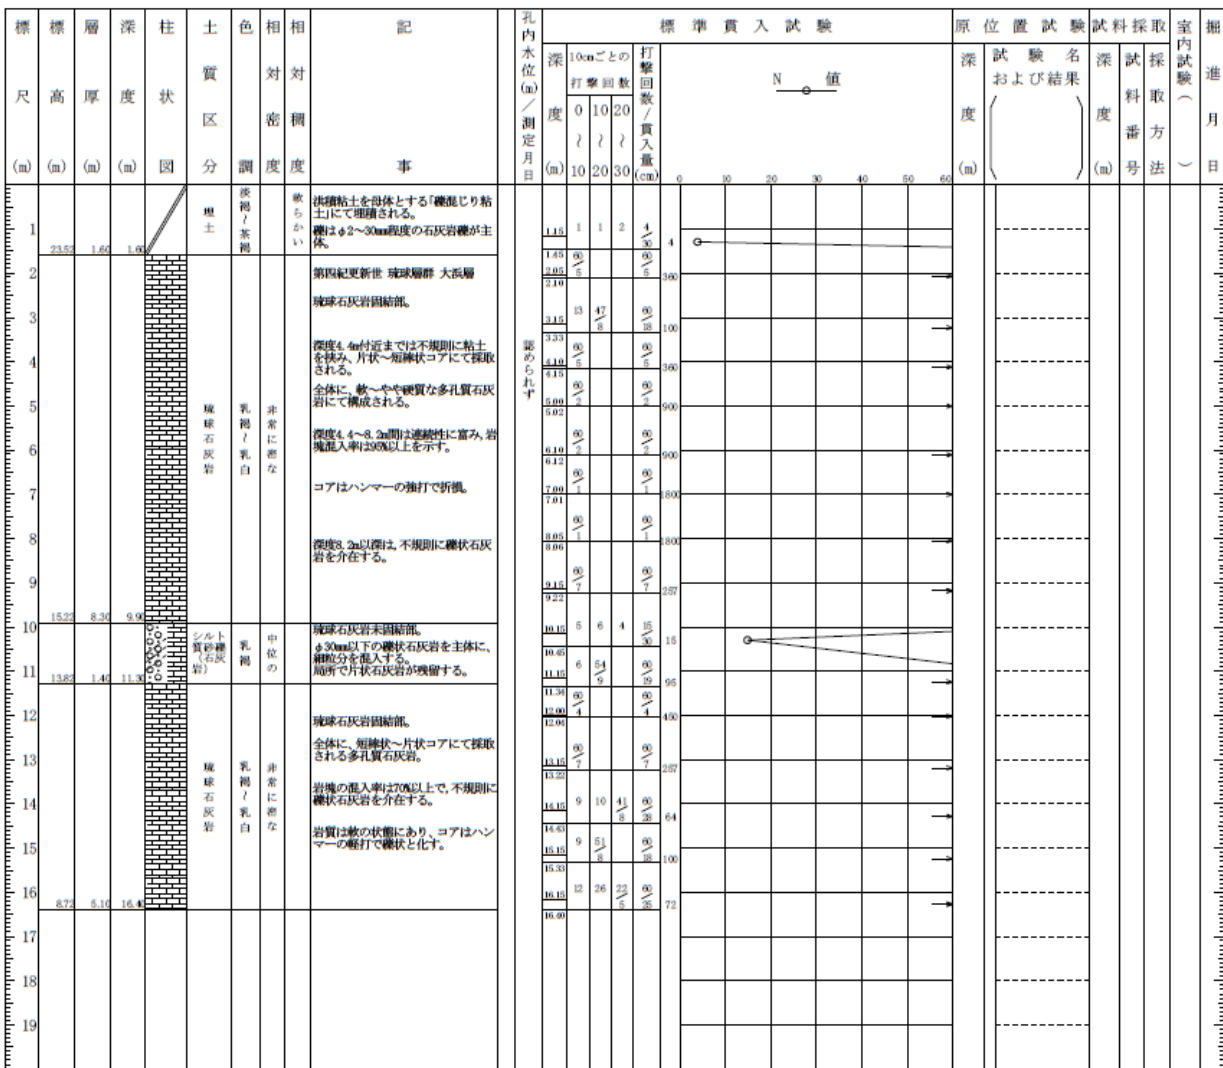 標尺(m)
標高(m)
層厚(m)
深度(m)
柱状図
土質区分
色調
相対密度
相対稠度
記事
孔内水位(m)/測定月日
標準貫入試験
深度(m)
10cmごとの打撃回数
0~10
10~20
20~30
打撃回数/貫入量(cm)
N値
0 10 20 30 40 50 60
原位置試験
深度(m)
試験名および結果
試料採取
深度(m)
試料番号
採取方法
室内試験()
掘進月日
1
23.52 1.60 1.60
埋土
淡褐~茶褐
軟らかい
洪積粘土を母体とする「礫混じり粘
土」にて埋積される。
礫はφ2~30mm程度の石灰岩礫が主
体。
2
3
4
5
6
7
8
9
15.22 8.30 9.90
琉球石灰岩
乳褐~乳白
非常に密な
第四紀更新世 琉球層群 大浜層
琉球石灰岩固結部。
深度4.4m付近までは不規則に粘土
を挟み、片状~短棒状コアにて採取
される。
全体に、軟~やや硬質な多孔質石灰
岩にて構成される。
深度4.4~8.2m間は連続性に富み、岩
塊混入率は95%以上を示す。
コアはハンマーの強打で折損。
深度8.2m以深は、不規則に礫状石灰
岩を介在する。
認められず
10
11
13.82 1.40 11.30
シルト質砂礫(石灰岩)
乳褐
中位の
琉球石灰岩未固結部。
φ30mm以下の礫状石灰岩を主体に、
細粒分を混入する。
局所で片状石灰岩が残留する。
12
13
14
15
16
8.72 5.10 16.40
琉球石灰岩
乳褐~乳白
非常に密な
琉球石灰岩固結部。
全体に、短棒状~片状コアにて採取
される多孔質石灰岩。
岩塊の混入率は70%以上で、不規則に
礫状石灰岩を介在する。
岩質は軟の状態にあり、コアはハン
マーの軽打で礫状と化す。
17
18
19
1.15 1 1 2 4/30 4
1.45
2.05 60/5 60/5 360
2.10
3.15 13 47/8 60/18 100
3.33
4.10 60/5 60/5 360
4.15
5.00 60/2 60/2 900
5.02
6.10 60/2 60/2 900
6.12
7.00 60/1 60/1 1800
7.01
8.05 60/1 60/1 1800
8.06
9.15 60/7 60/7 257
9.22
10.15 5 6 4 15/30 15
10.45
11.15 6 54/9 60/19 95
11.34
12.00 60/4 60/4 450
12.04
13.15 60/7 60/7 257
13.22
14.15 9 10 41/8 60/28 64
14.43
15.15 9 51/8 60/18 100
15.33
16.15 12 26 22/5 60/25 72
16.40